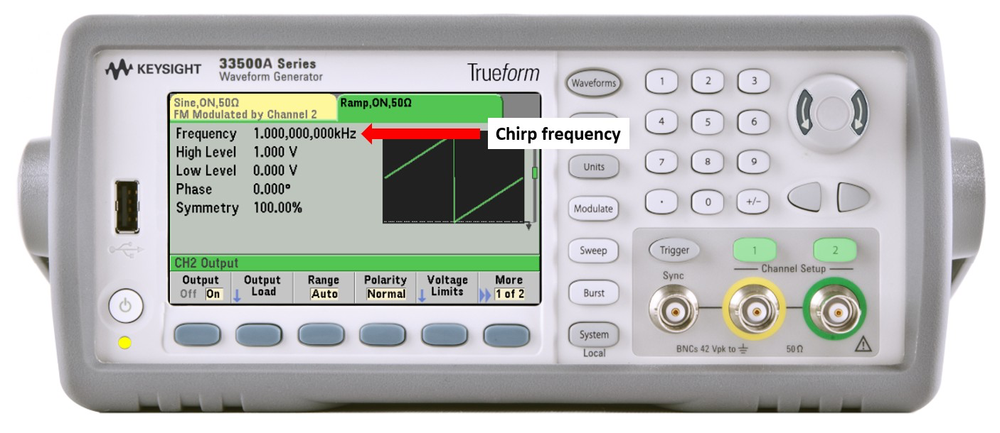 KEYSIGHT
33500A Series
Waveform Generator
Trueform
Sine,ON,50Ω
FM Modulated by Channel 2
Ramp,ON,50Ω
Frequency 1.000,000,000kHz
High Level 1.000 V
Low Level 0.000 V
Phase 0.000°
Symmetry 100.00%
Chirp frequency
CH2 Output
Output
Off On
Output
Load
Range
Auto
Polarity
Normal
Voltage
Limits
More
1 of 2
Waveforms
Units
Modulate
Sweep
Burst
System
Local
1 2 3
4 5 6
7 8 9
. 0 +/−
Trigger
1
2
Channel Setup
Sync
BNCs 42 Vpk to
50 Ω